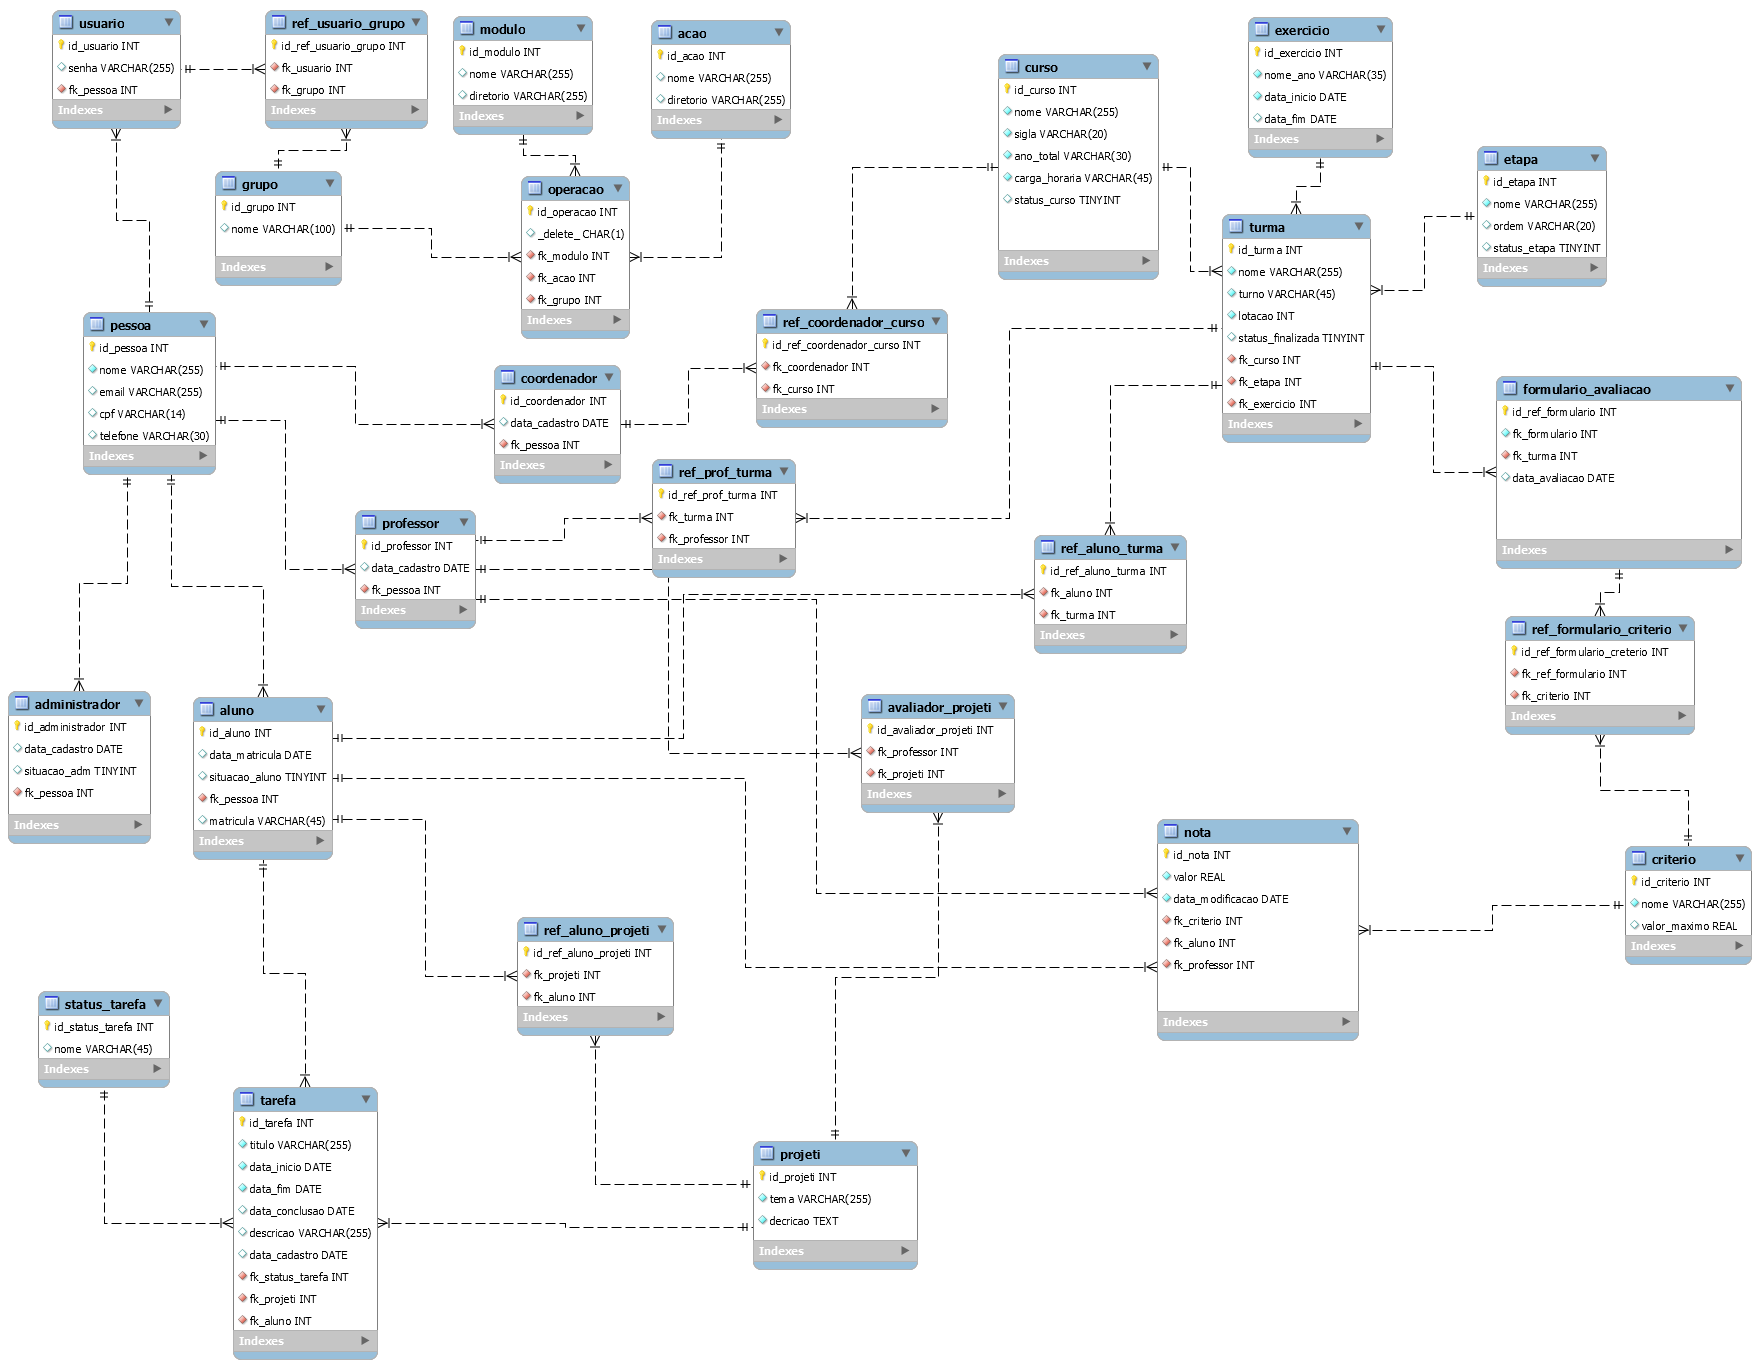 usuario
id_usuario INT
senha VARCHAR(255)
fk_pessoa INT
Indexes
ref_usuario_grupo
id_ref_usuario_grupo INT
fk_usuario INT
fk_grupo INT
Indexes
modulo
id_modulo INT
nome VARCHAR(255)
diretorio VARCHAR(255)
Indexes
acao
id_acao INT
nome VARCHAR(255)
diretorio VARCHAR(255)
Indexes
curso
id_curso INT
nome VARCHAR(255)
sigla VARCHAR(20)
ano_total VARCHAR(30)
carga_horaria VARCHAR(45)
status_curso TINYINT
Indexes
exercicio
id_exercicio INT
nome_ano VARCHAR(35)
data_inicio DATE
data_fim DATE
Indexes
etapa
id_etapa INT
nome VARCHAR(255)
ordem VARCHAR(20)
status_etapa TINYINT
Indexes
grupo
id_grupo INT
nome VARCHAR(100)
Indexes
operacao
id_operacao INT
_delete_ CHAR(1)
fk_modulo INT
fk_acao INT
fk_grupo INT
Indexes
turma
id_turma INT
nome VARCHAR(255)
turno VARCHAR(45)
lotacao INT
status_finalizada TINYINT
fk_curso INT
fk_etapa INT
fk_exercicio INT
Indexes
pessoa
id_pessoa INT
nome VARCHAR(255)
email VARCHAR(255)
cpf VARCHAR(14)
telefone VARCHAR(30)
Indexes
coordenador
id_coordenador INT
data_cadastro DATE
fk_pessoa INT
Indexes
ref_coordenador_curso
id_ref_coordenador_curso INT
fk_coordenador INT
fk_curso INT
Indexes
formulario_avaliacao
id_ref_formulario INT
fk_formulario INT
fk_turma INT
data_avaliacao DATE
Indexes
professor
id_professor INT
data_cadastro DATE
fk_pessoa INT
Indexes
ref_prof_turma
id_ref_prof_turma INT
fk_turma INT
fk_professor INT
Indexes
ref_aluno_turma
id_ref_aluno_turma INT
fk_aluno INT
fk_turma INT
Indexes
ref_formulario_criterio
id_ref_formulario_creterio INT
fk_ref_formulario INT
fk_criterio INT
Indexes
administrador
id_administrador INT
data_cadastro DATE
situacao_adm TINYINT
fk_pessoa INT
Indexes
aluno
id_aluno INT
data_matricula DATE
situacao_aluno TINYINT
fk_pessoa INT
matricula VARCHAR(45)
Indexes
avaliador_projeti
id_avaliador_projeti INT
fk_professor INT
fk_projeti INT
Indexes
nota
id_nota INT
valor REAL
data_modificacao DATE
fk_criterio INT
fk_aluno INT
fk_professor INT
Indexes
criterio
id_criterio INT
nome VARCHAR(255)
valor_maximo REAL
Indexes
ref_aluno_projeti
id_ref_aluno_projeti INT
fk_projeti INT
fk_aluno INT
Indexes
status_tarefa
id_status_tarefa INT
nome VARCHAR(45)
Indexes
tarefa
id_tarefa INT
titulo VARCHAR(255)
data_inicio DATE
data_fim DATE
data_conclusao DATE
descricao VARCHAR(255)
data_cadastro DATE
fk_status_tarefa INT
fk_projeti INT
fk_aluno INT
Indexes
projeti
id_projeti INT
tema VARCHAR(255)
decricao TEXT
Indexes